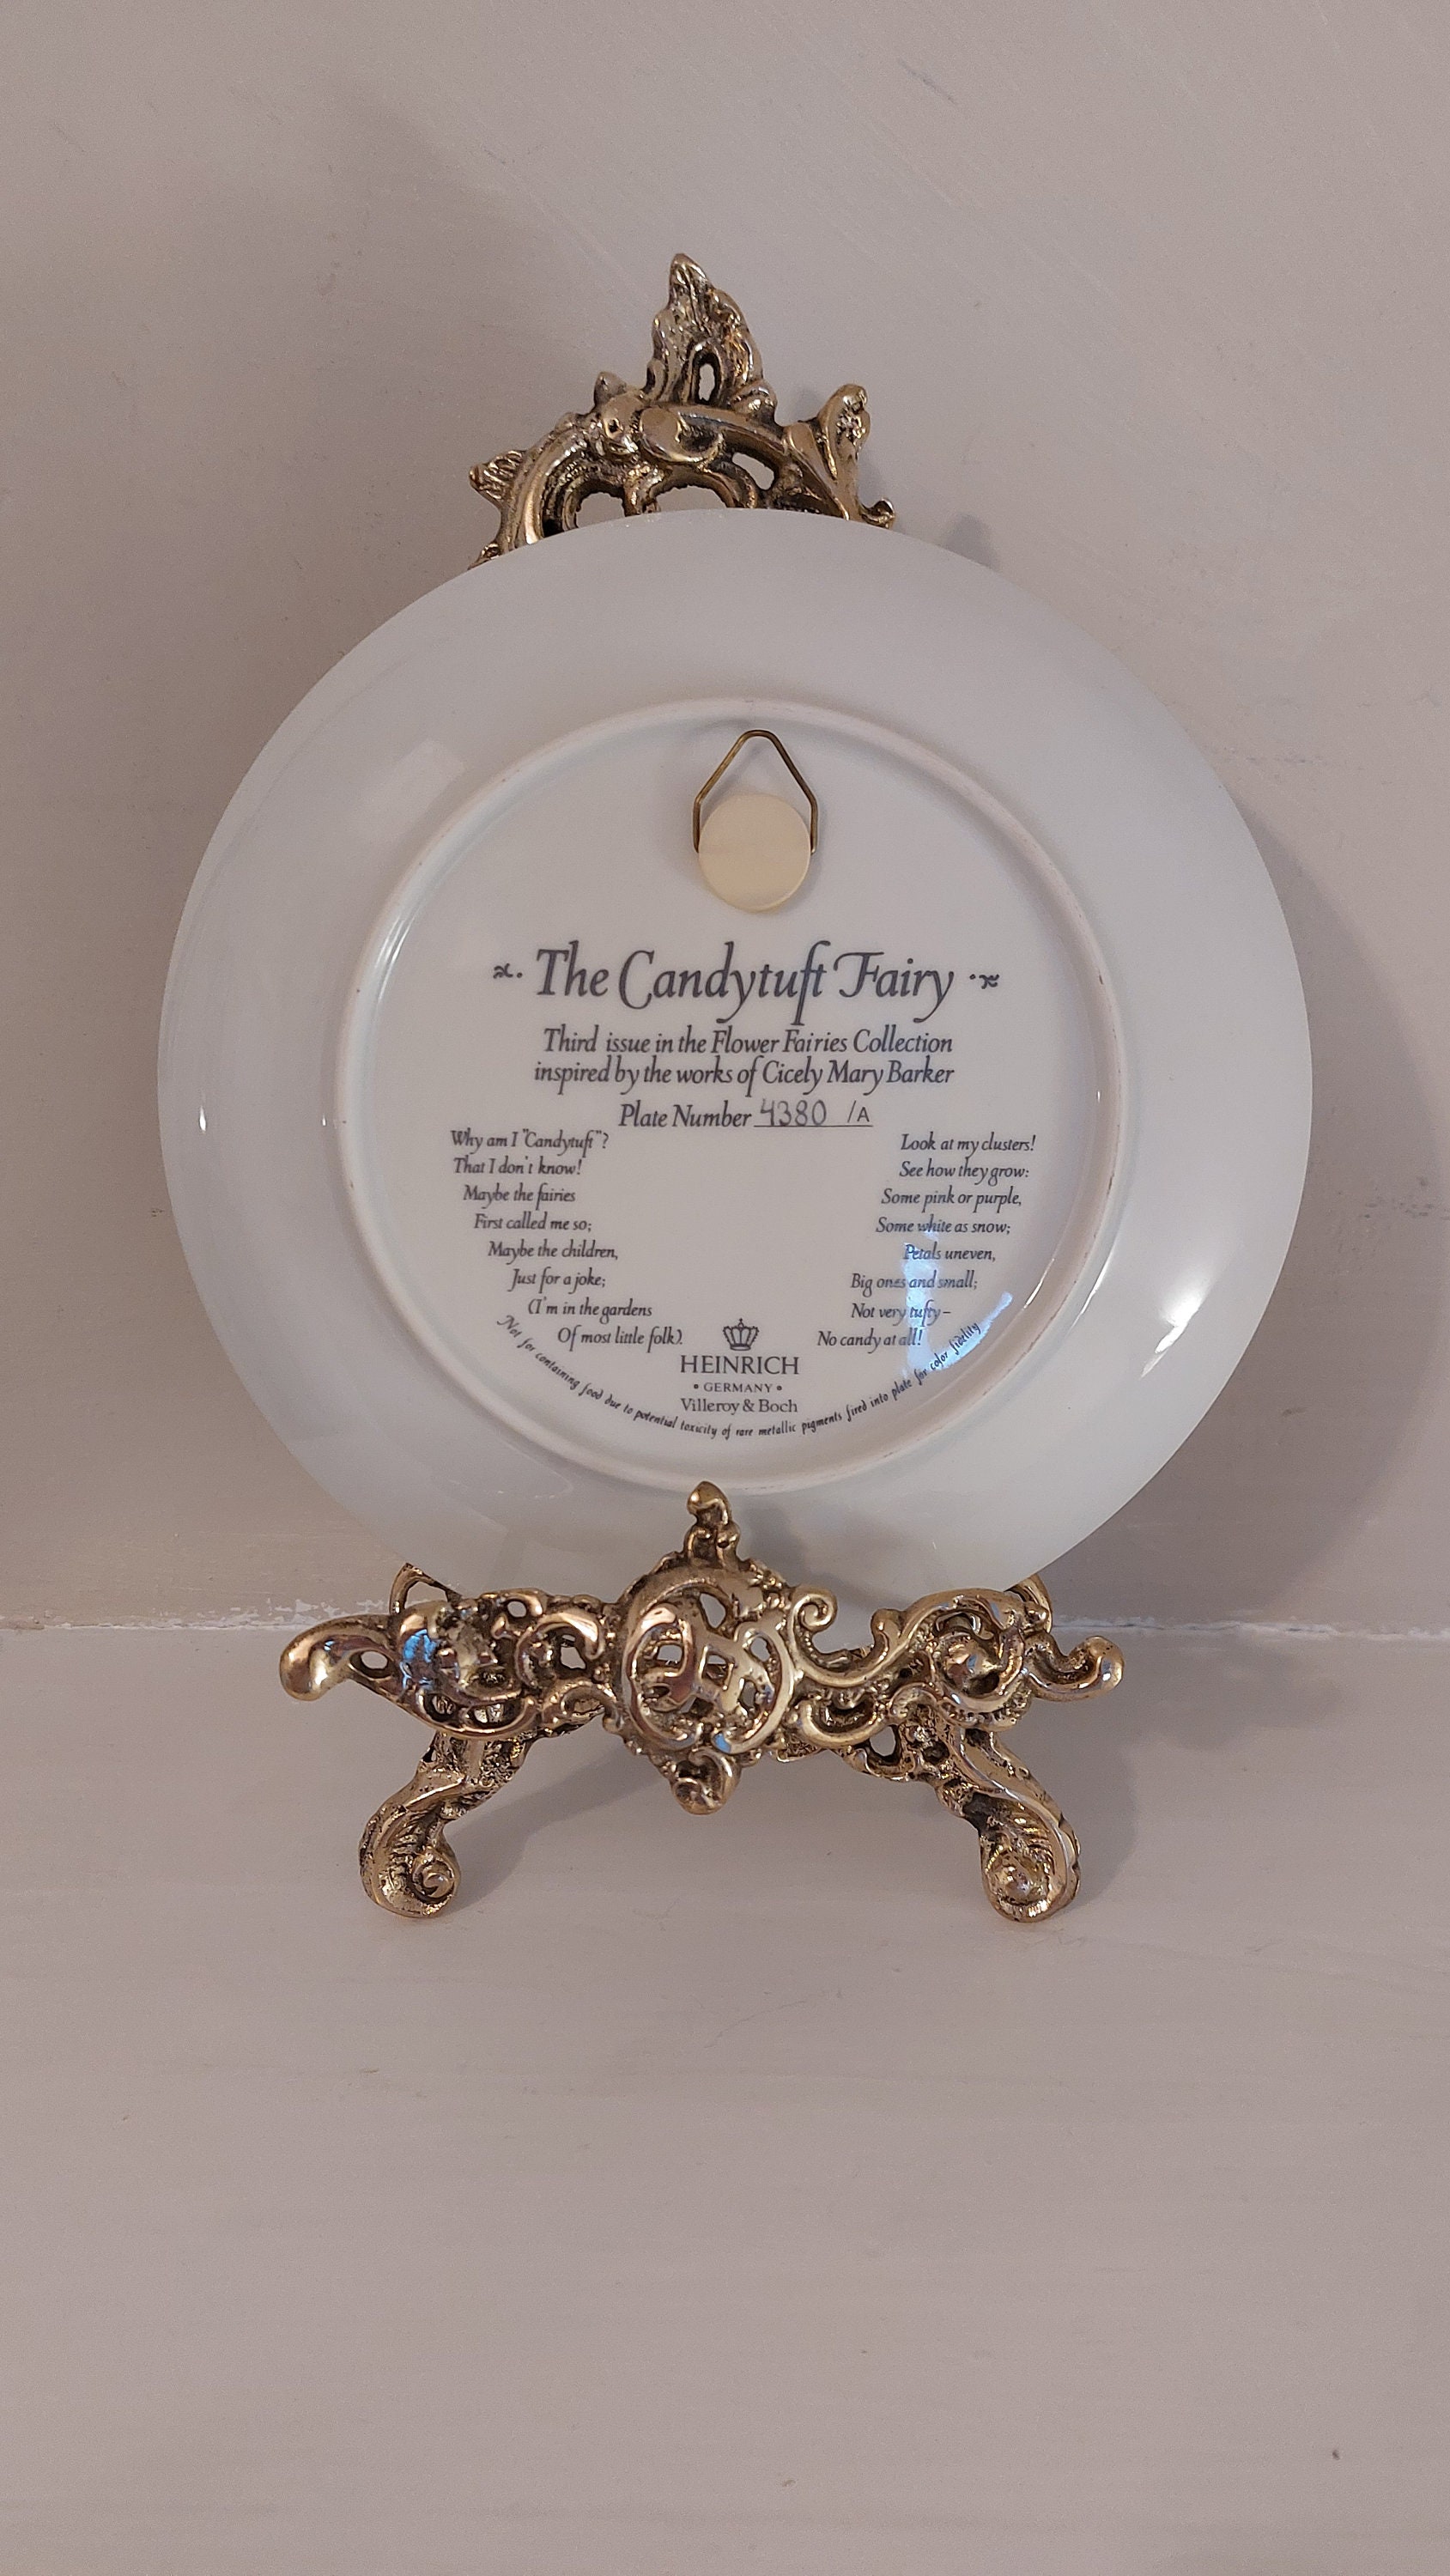 The Candytuft Fairy
Third issue in the Flower Fairies Collection
inspired by the works of Cicely Mary Barker
Plate Number 4380 /A
Why am I "Candytuft"?
That I don't know!
Maybe the fairies
First called me so;
Maybe the children,
Just for a joke;
(I'm in the gardens
Of most little folk).
Look at my clusters!
See how they grow:
Some pink or purple,
Some white as snow;
Petals uneven,
Big ones and small;
Not very tufty –
No candy at all!
HEINRICH
• GERMANY •
Villeroy & Boch
Not for containing food due to potential toxicity of rare metallic pigments fired into plate for color fidelity